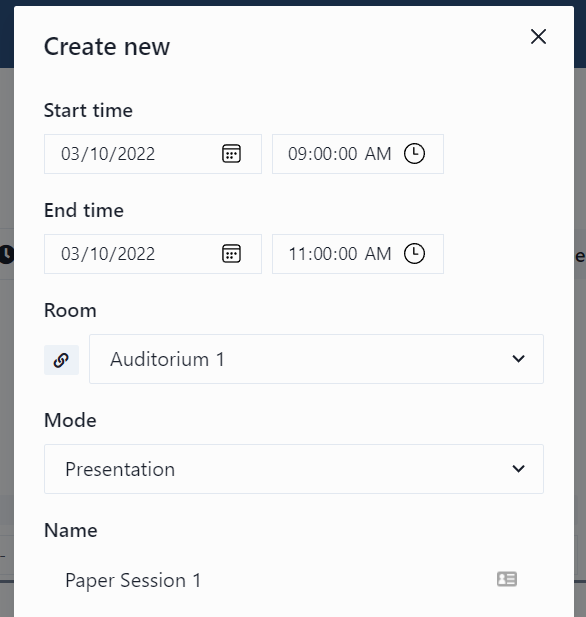 Create new
Start time
03/10/2022 09:00:00 AM
End time
03/10/2022 11:00:00 AM
Room
Auditorium 1
Mode
Presentation
Name
Paper Session 1
e
-